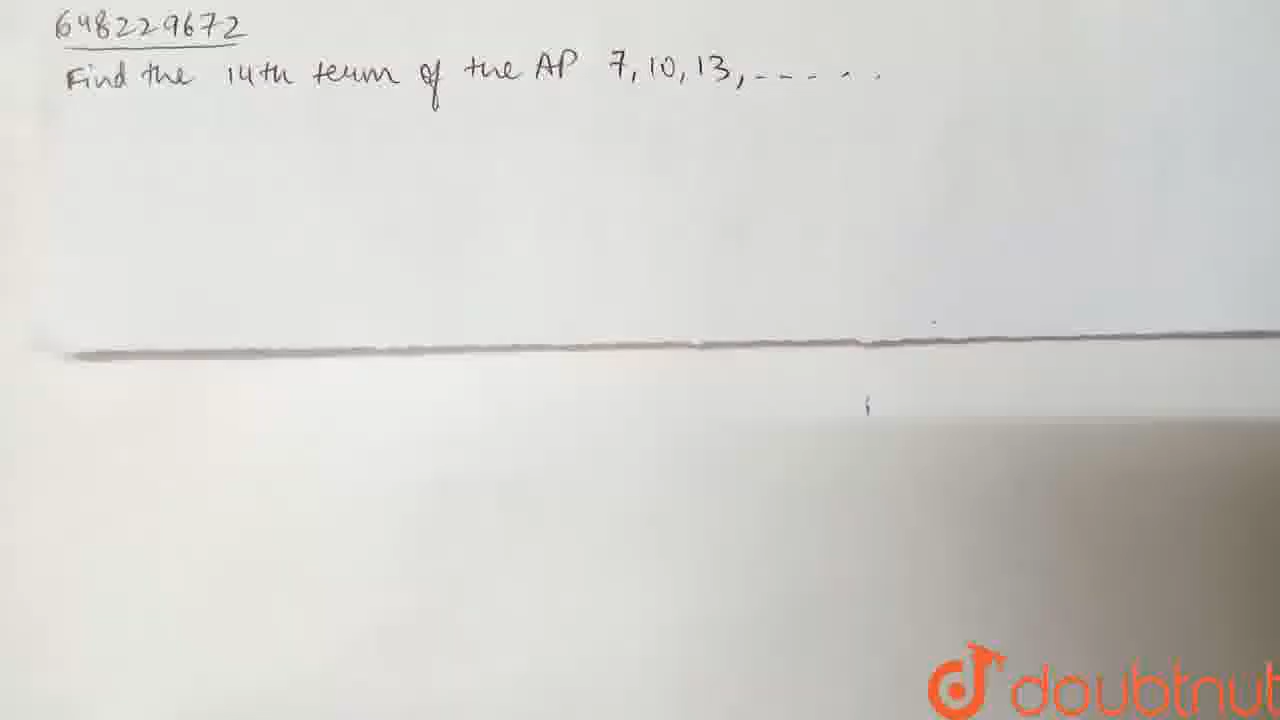 648229672
Find the 14th term of the AP 7, 10, 13, - - - - - .
doubtnut